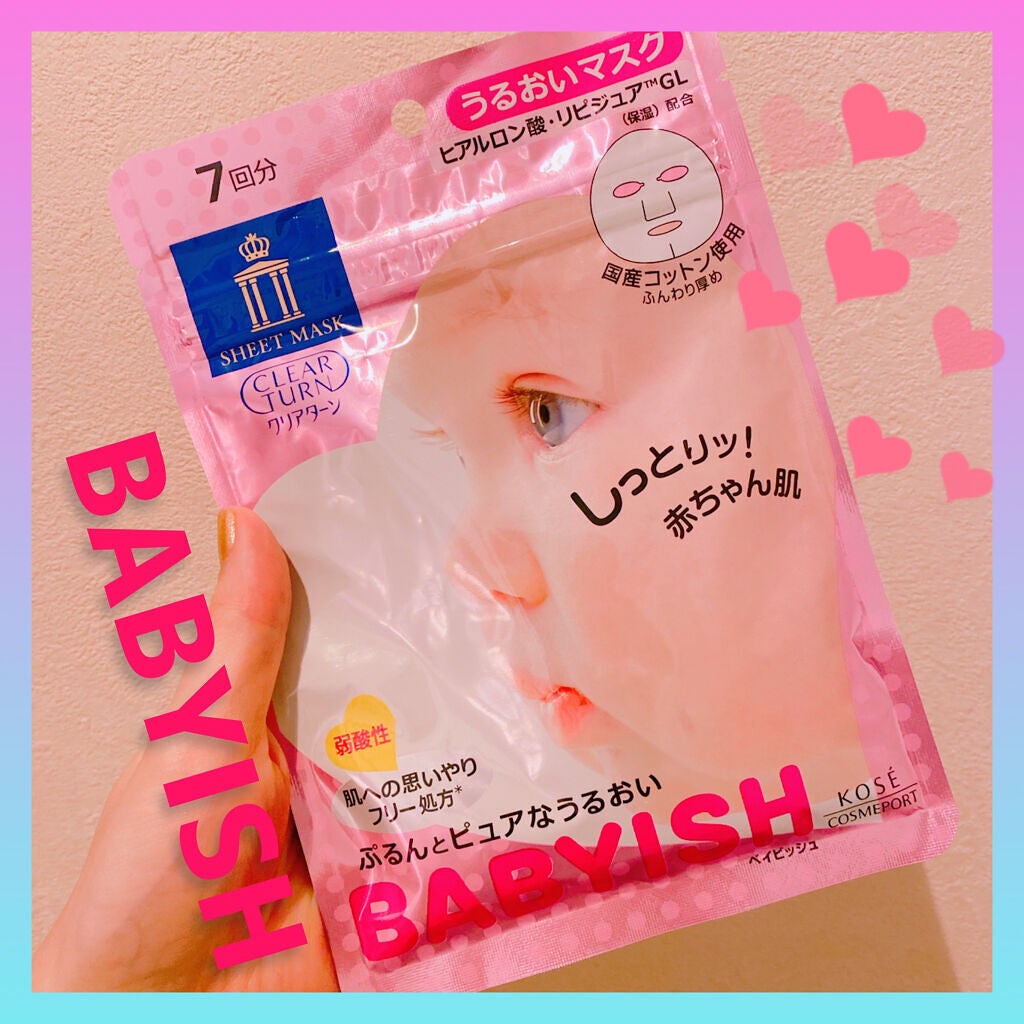 うるおいマスク
ヒアルロン酸・リピジュア™GL
(保湿) 配合
7回分
国産コットン使用
ふんわり厚め
SHEET MASK
CLEAR
TURN
クリアターン
しっとりッ!
赤ちゃん肌
BABYISH
弱酸性
肌への思いやり
フリー処方*
ぷるんとピュアなうるおい
BABYISH
ベイビッシュ
KOSÉ
COSMEPORT